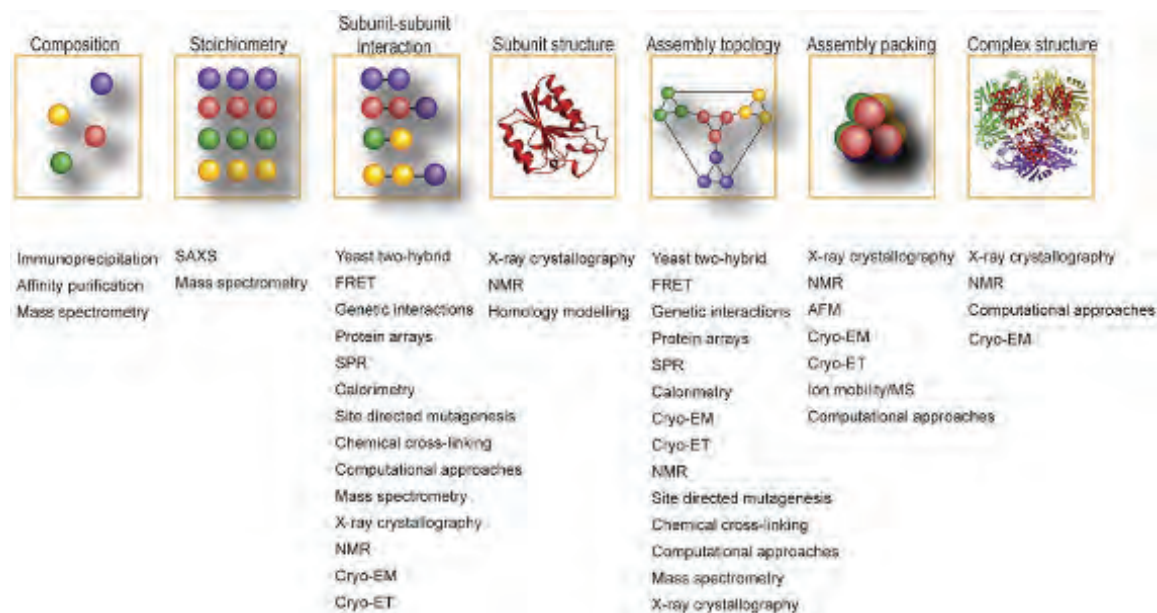 Composition
Immunoprecipitation
Affinity purification
Mass spectrometry
Stoichiometry
SAXS
Mass spectrometry
Subunit-subunit
interaction
Yeast two-hybrid
FRET
Genetic interactions
Protein arrays
SPR
Calorimetry
Site directed mutagenesis
Chemical cross-linking
Computational approaches
Mass spectrometry
X-ray crystallography
NMR
Cryo-EM
Cryo-ET
Subunit structure
X-ray crystallography
NMR
Homology modelling
Assembly topology
Yeast two-hybrid
FRET
Genetic interactions
Protein arrays
SPR
Calorimetry
Cryo-EM
Cryo-ET
NMR
Site directed mutagenesis
Chemical cross-linking
Computational approaches
Mass spectrometry
X-ray crystallography
Assembly packing
X-ray crystallography
NMR
AFM
Cryo-EM
Cryo-ET
Ion mobility/MS
Computational approaches
Complex structure
X-ray crystallography
NMR
Computational approaches
Cryo-EM